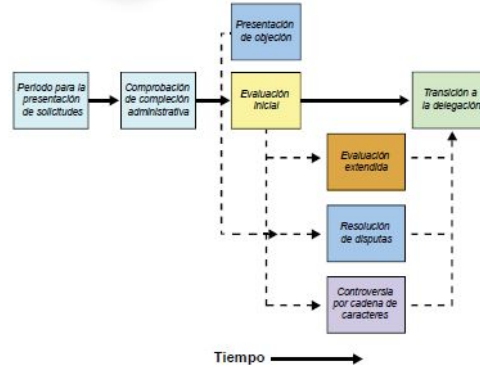 Presentación
de objeción
Período para la
presentación
de solicitudes
Comprobación
de compleción
administrativa
Evaluación
inicial
Transición a
la delegación
Evaluación
extendida
Resolución
de disputas
Controversia
por cadena de
caracteres
Tiempo